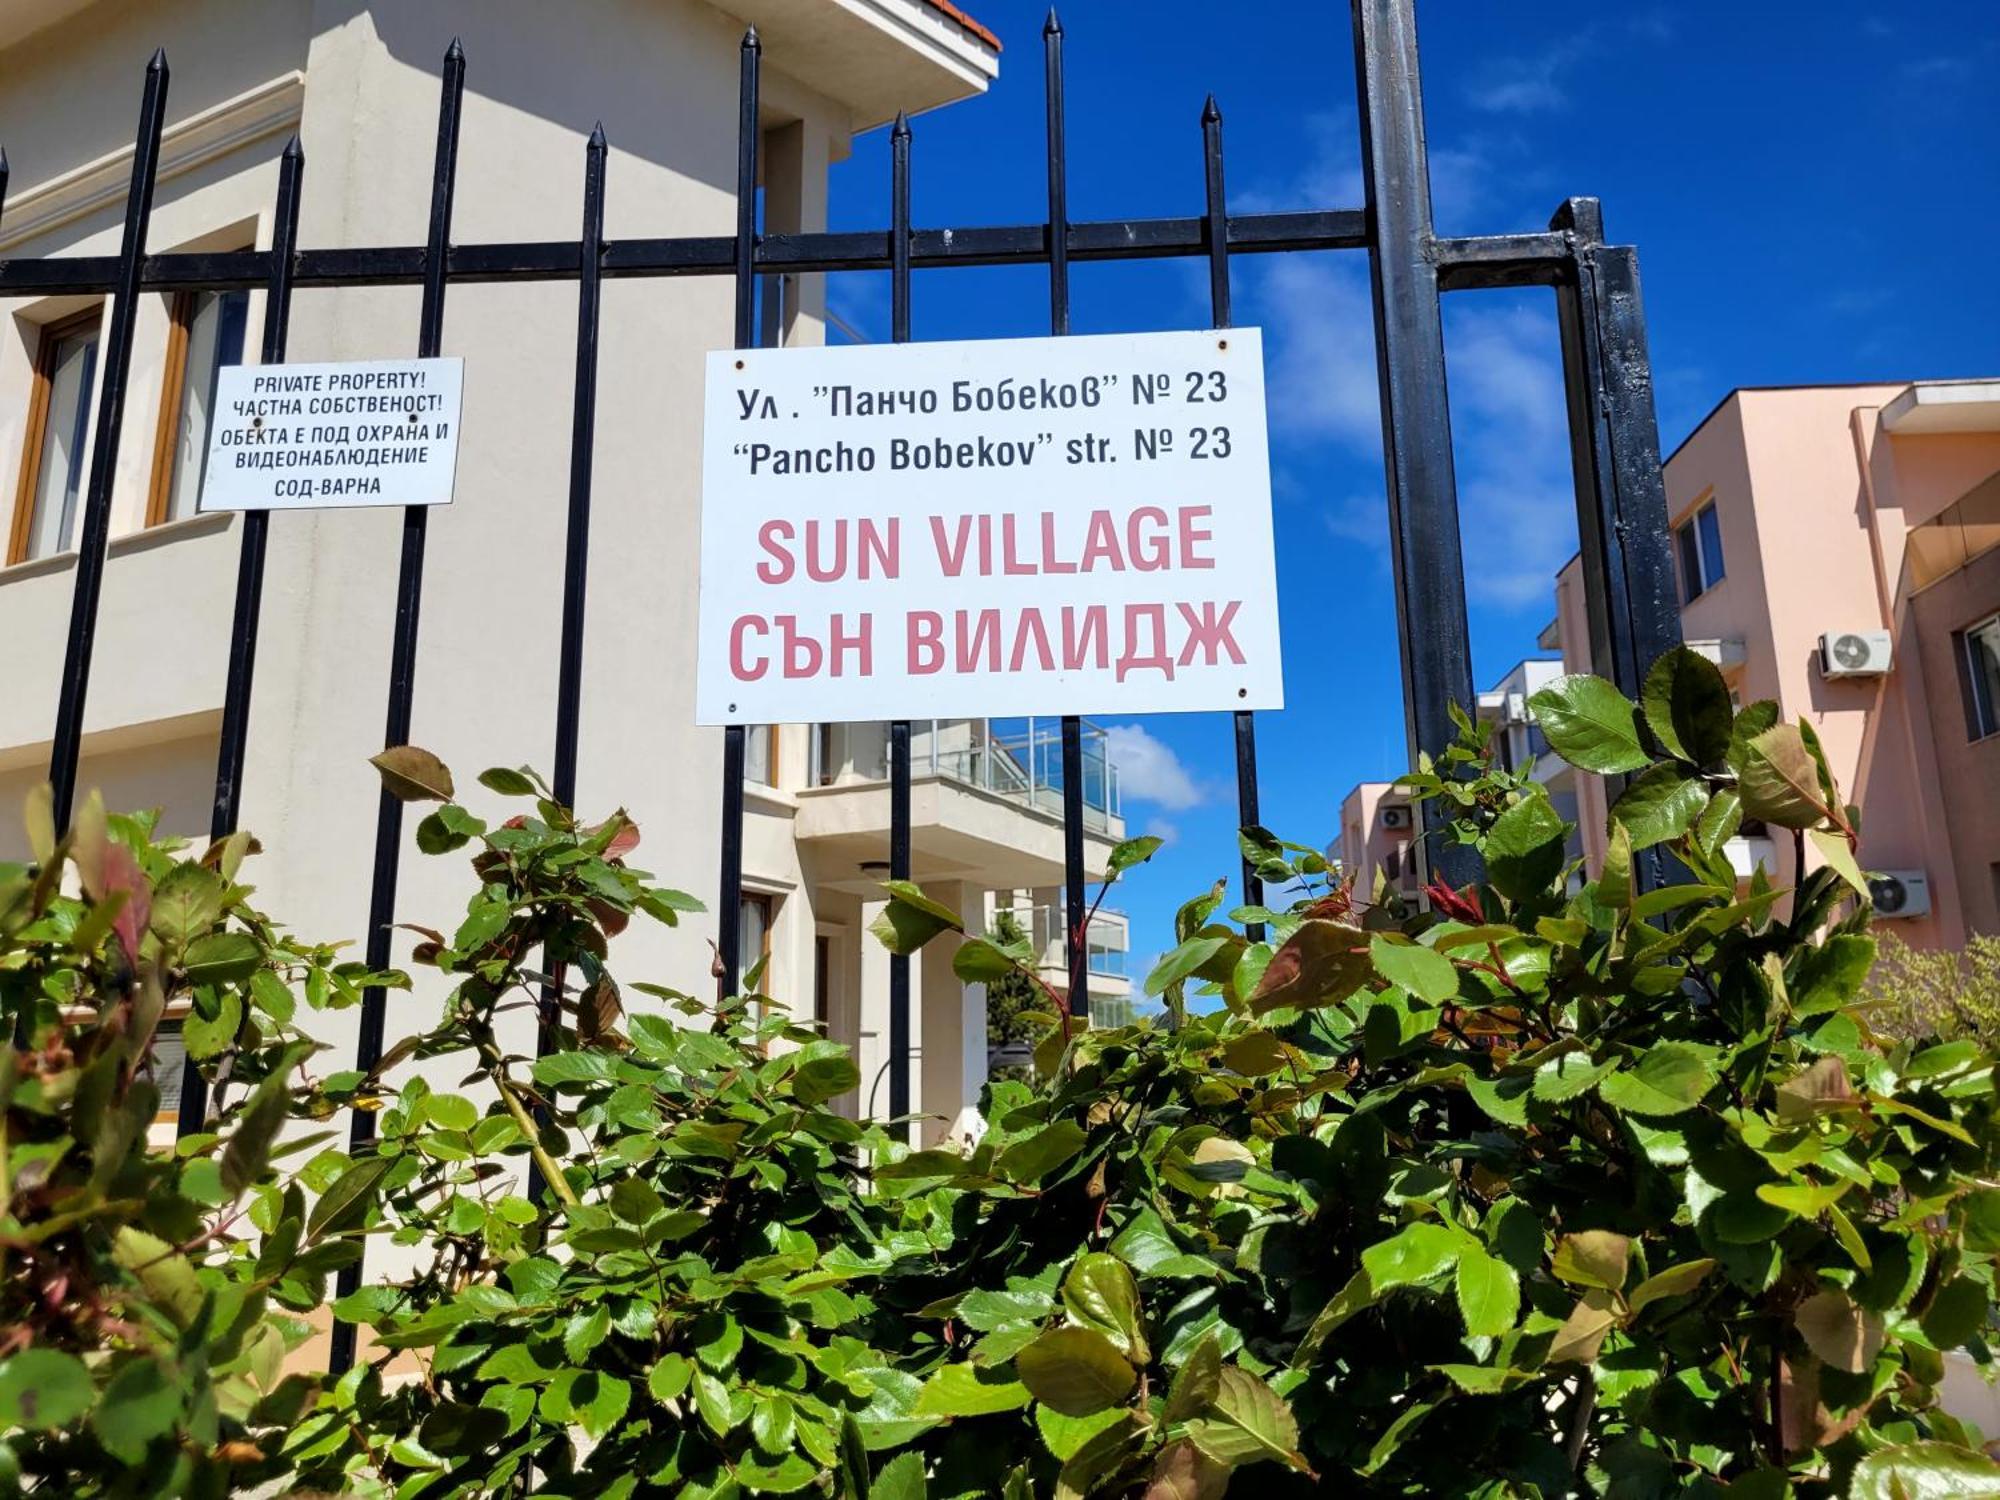 PRIVATE PROPERTY!
ЧАСТНА СОБСТВЕНОСТ!
ОБЕКТА Е ПОД ОХРАНА И
ВИДЕОНАБЛЮДЕНИЕ
СОД-ВАРНА
Ул . ”Панчо Бобеков” № 23
“Pancho Bobekov” str. № 23
SUN VILLAGE
СЪН ВИЛИДЖ